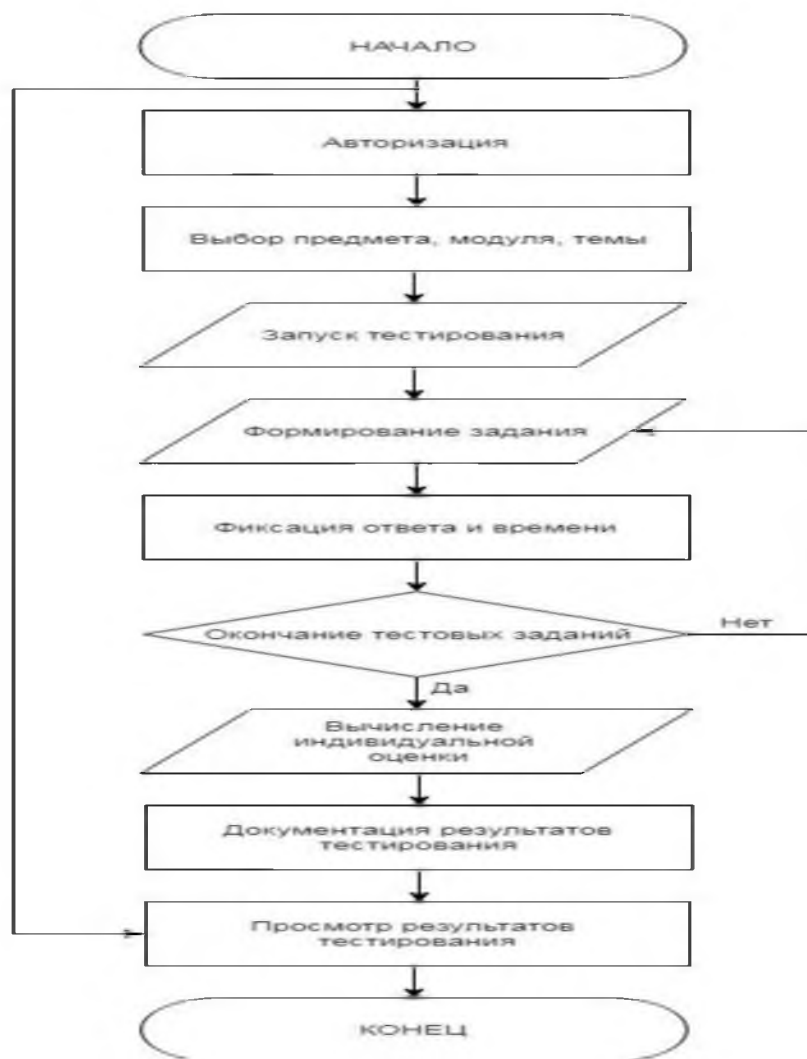 НАЧАЛО
Авторизация
Выбор предмета, модуля, темы
Запуск тестирования
Формирование задания
Фиксация ответа и времени
Окончание тестовых заданий
Нет
Да
Вычисление
индивидуальной
оценки
Документация результатов
тестирования
Просмотр результатов
тестирования
КОНЕЦ